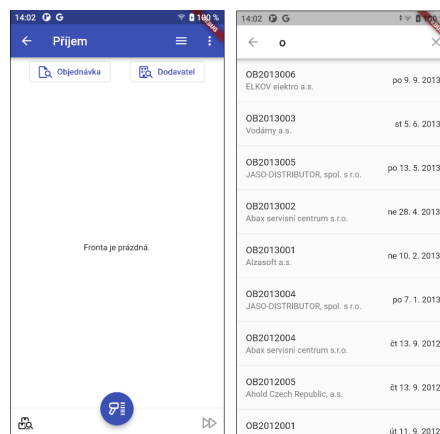 14:02 100 %
Příjem
Objednávka Dodavatel
Fronta je prázdná.
14:02 100
o
OB2013006
ELKOV elektro a.s.
po 9. 9. 2013
OB2013003
Vodárny a.s.
st 5. 6. 2013
OB2013005
JASO-DISTRIBUTOR, spol. s r.o.
po 13. 5. 2013
OB2013002
Abax servisní centrum s.r.o.
ne 28. 4. 2013
OB2013001
Alzasoft a.s.
ne 10. 2. 2013
OB2013004
JASO-DISTRIBUTOR, spol. s r.o.
po 7. 1. 2013
OB2012004
Abax servisní centrum s.r.o.
čt 13. 9. 2012
OB2012005
Ahold Czech Republic, a.s.
čt 13. 9. 2012
OB2012001
út 11. 9. 2012